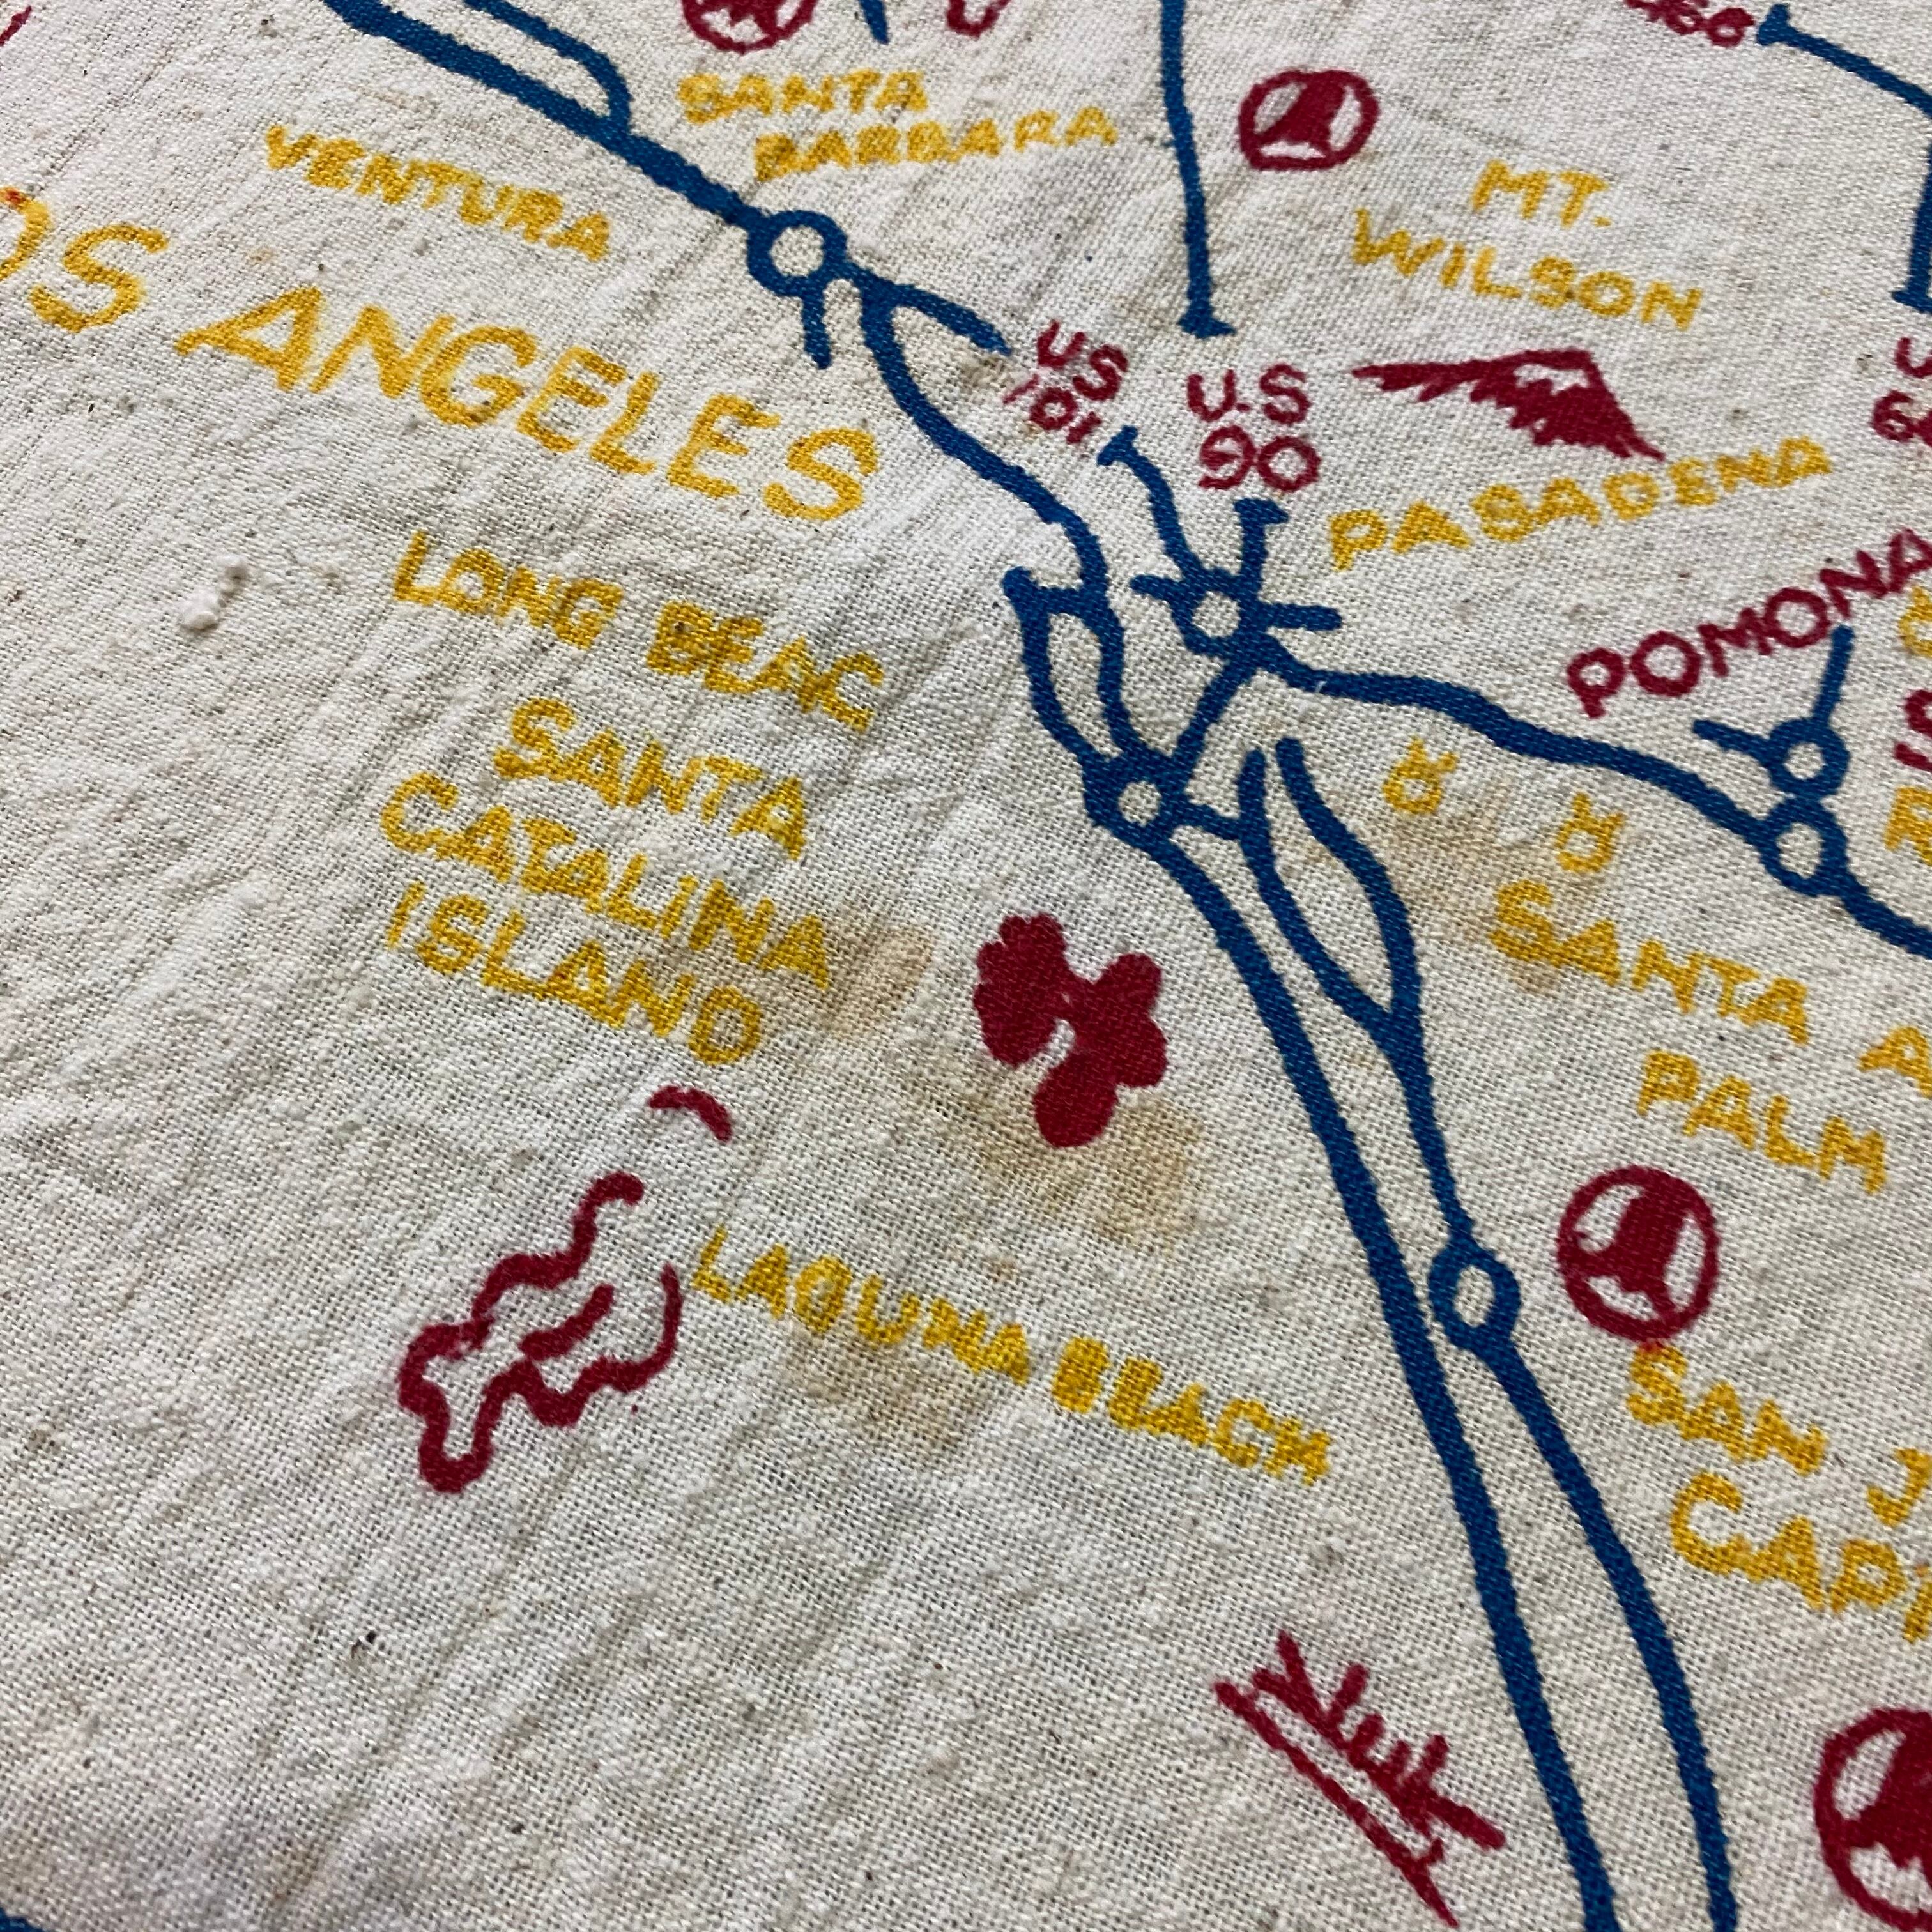 SANTA
BARBARA
VENTURA
MT.
WILSON
OS ANGELES
US
101
U.S
90
PASADENA
LONG BEAC
POMONA
SANTA
CATALINA
ISLAND
SANTA A
PALM
LAGUNA BEACH
SAN J
CAP